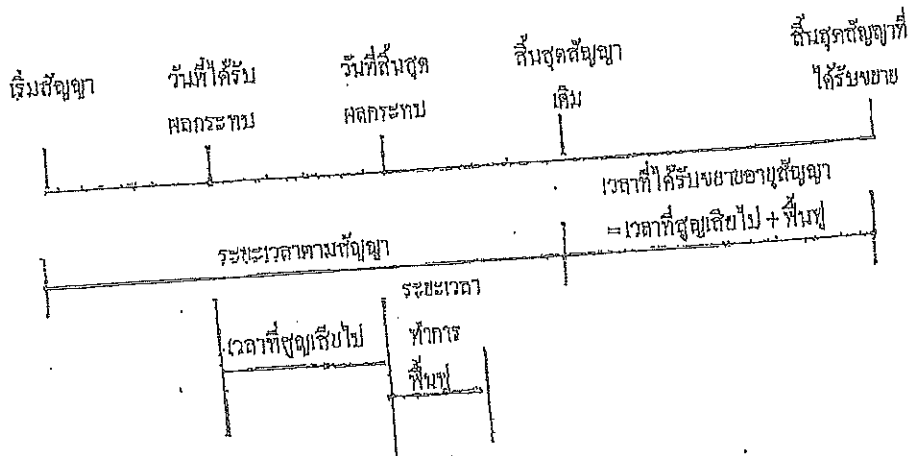 เริ่มสัญญา
วันที่ได้รับ
ผลกระทบ
วันที่สิ้นสุด
ผลกระทบ
สิ้นสุดสัญญา
เดิม
สิ้นสุดสัญญาที่
ได้รับขยาย
เวลาที่ได้รับขยายอายุสัญญา
=เวลาที่สูญเสียไป + ฟื้นฟู
ระยะเวลาตามสัญญา
เวลาที่สูญเสียไป
ระยะเวลา
ทำการ
ฟื้นฟู